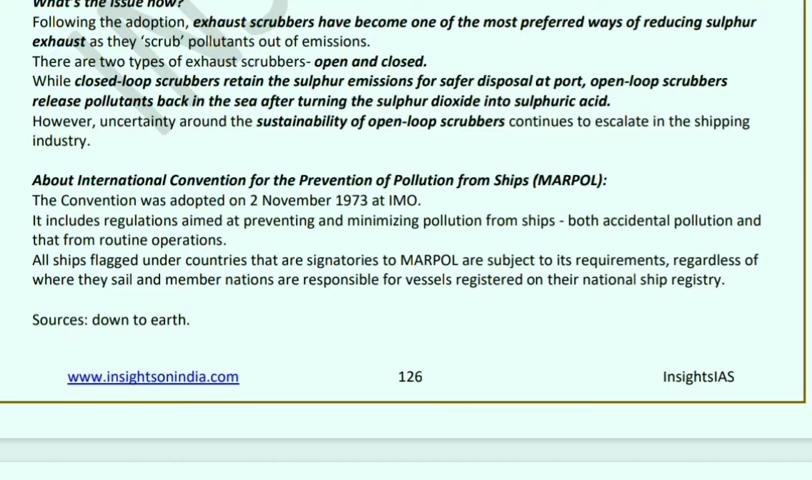 What's the issue now?
Following the adoption, exhaust scrubbers have become one of the most preferred ways of reducing sulphur
exhaust as they ‘scrub’ pollutants out of emissions.
There are two types of exhaust scrubbers- open and closed.
While closed-loop scrubbers retain the sulphur emissions for safer disposal at port, open-loop scrubbers
release pollutants back in the sea after turning the sulphur dioxide into sulphuric acid.
However, uncertainty around the sustainability of open-loop scrubbers continues to escalate in the shipping
industry.
About International Convention for the Prevention of Pollution from Ships (MARPOL):
The Convention was adopted on 2 November 1973 at IMO.
It includes regulations aimed at preventing and minimizing pollution from ships - both accidental pollution and
that from routine operations.
All ships flagged under countries that are signatories to MARPOL are subject to its requirements, regardless of
where they sail and member nations are responsible for vessels registered on their national ship registry.
Sources: down to earth.
www.insightsonindia.com 126 InsightsIAS